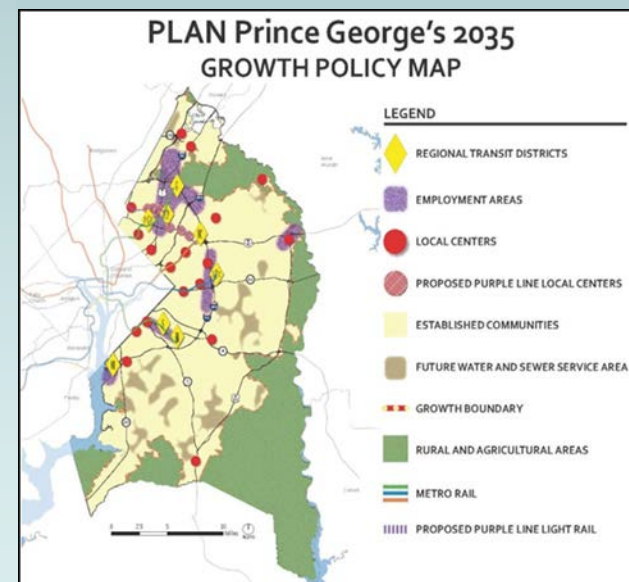 PLAN Prince George's 2035
GROWTH POLICY MAP
LEGEND
REGIONAL TRANSIT DISTRICTS
EMPLOYMENT AREAS
LOCAL CENTERS
PROPOSED PURPLE LINE LOCAL CENTERS
ESTABLISHED COMMUNITIES
FUTURE WATER AND SEWER SERVICE AREA
GROWTH BOUNDARY
RURAL AND AGRICULTURAL AREAS
METRO RAIL
PROPOSED PURPLE LINE LIGHT RAIL